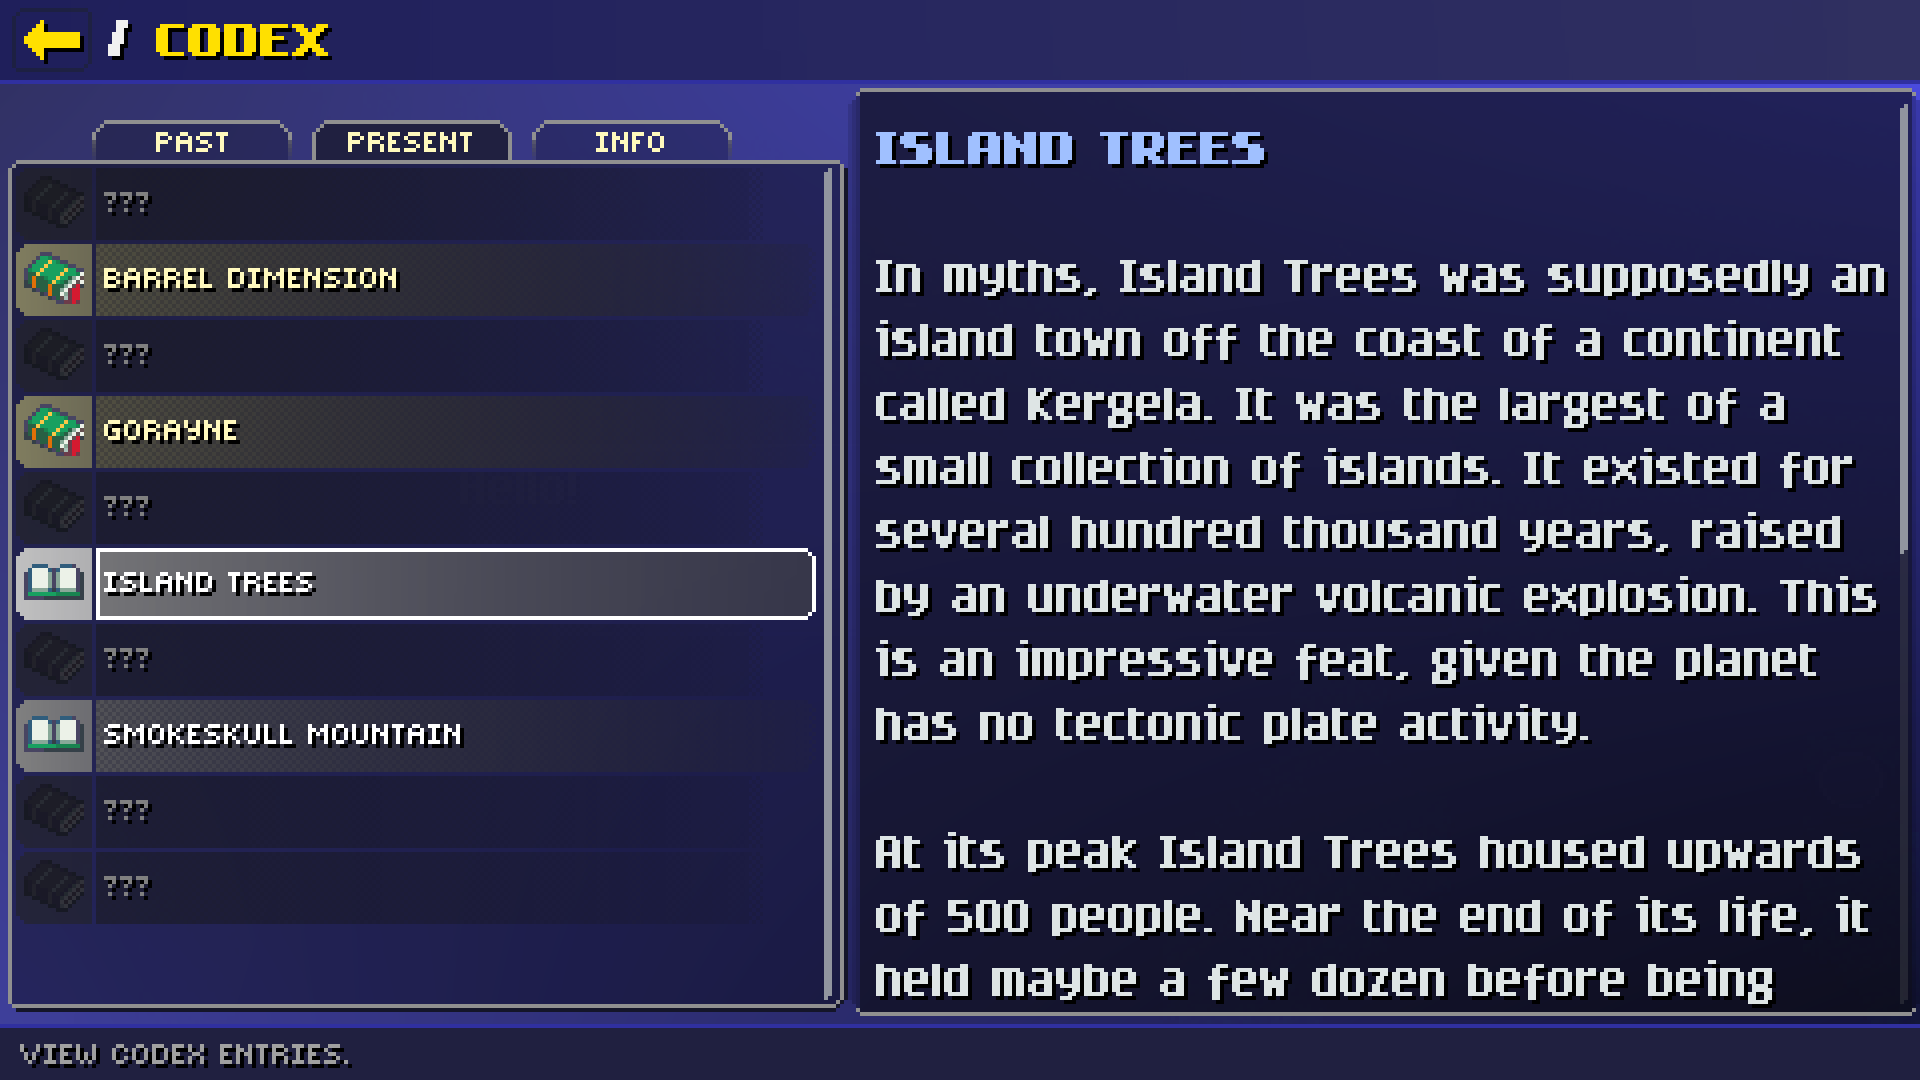 / CODEX
PAST
PRESENT
INFO
???
BARREL DIMENSION
???
GORAYNE
???
ISLAND TREES
???
SMOKESKULL MOUNTAIN
???
???
ISLAND TREES
In myths, Island Trees was supposedly an
island town off the coast of a continent
called Kergela. It was the largest of a
small collection of islands. It existed for
several hundred thousand years, raised
by an underwater volcanic explosion. This
is an impressive feat, given the planet
has no tectonic plate activity.
At its peak Island Trees housed upwards
of 500 people. Near the end of its life, it
held maybe a few dozen before being
VIEW CODEX ENTRIES.